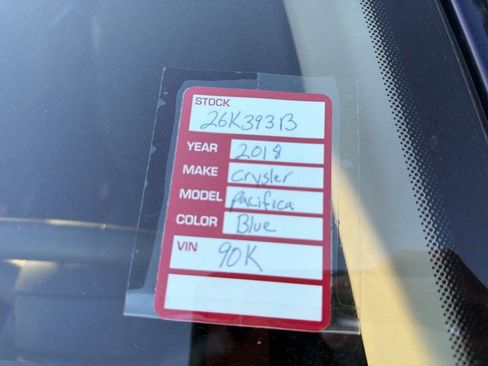 STOCK
26K393B
YEAR 2018
MAKE Crysler
MODEL Pacifica
COLOR Blue
VIN 90K